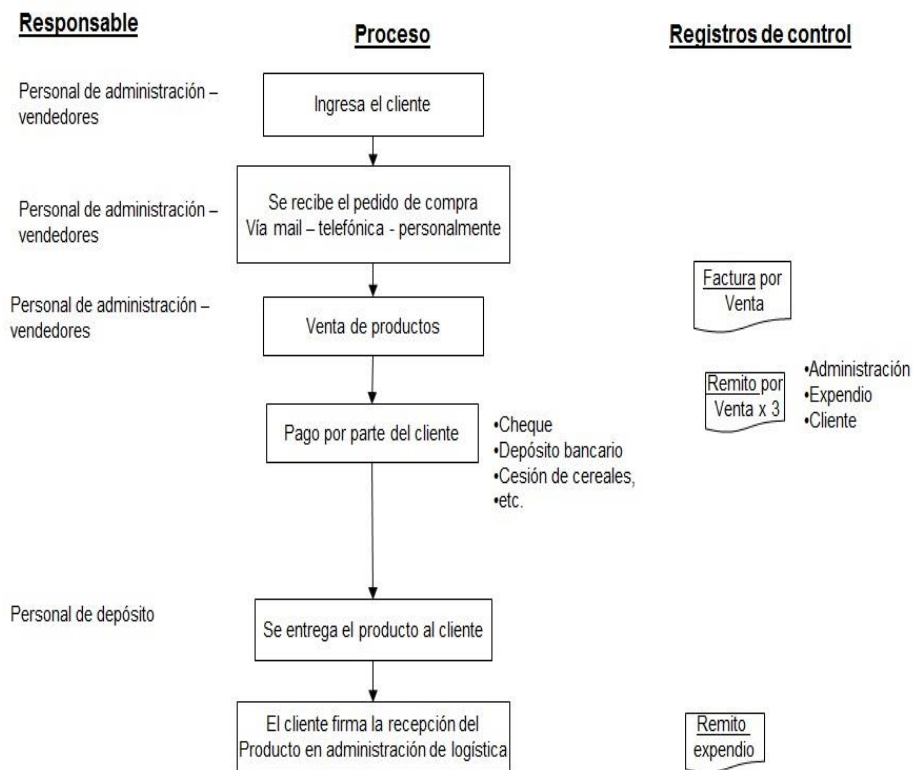 Responsable
Proceso
Registros de control
Personal de administración –
vendedores
Ingresa el cliente
Personal de administración –
vendedores
Se recibe el pedido de compra
Vía mail – telefónica - personalmente
Personal de administración –
vendedores
Venta de productos
Factura por
Venta
Remito por
Venta x 3
•Administración
•Expendio
•Cliente
Pago por parte del cliente
•Cheque
•Depósito bancario
•Cesión de cereales,
•etc.
Personal de depósito
Se entrega el producto al cliente
El cliente firma la recepción del
Producto en administración de logística
Remito
expendio